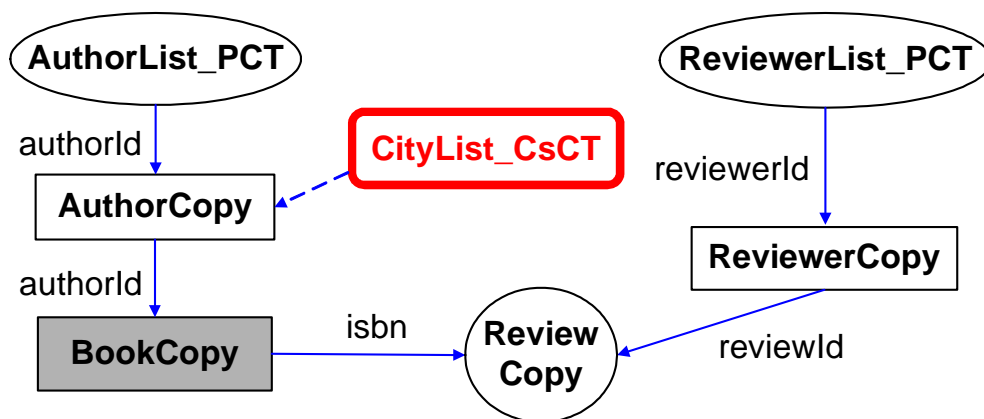 AuthorList_PCT
ReviewerList_PCT
authorId
CityList_CsCT
reviewerId
AuthorCopy
ReviewerCopy
authorId
BookCopy
isbn
Review
Copy
reviewId